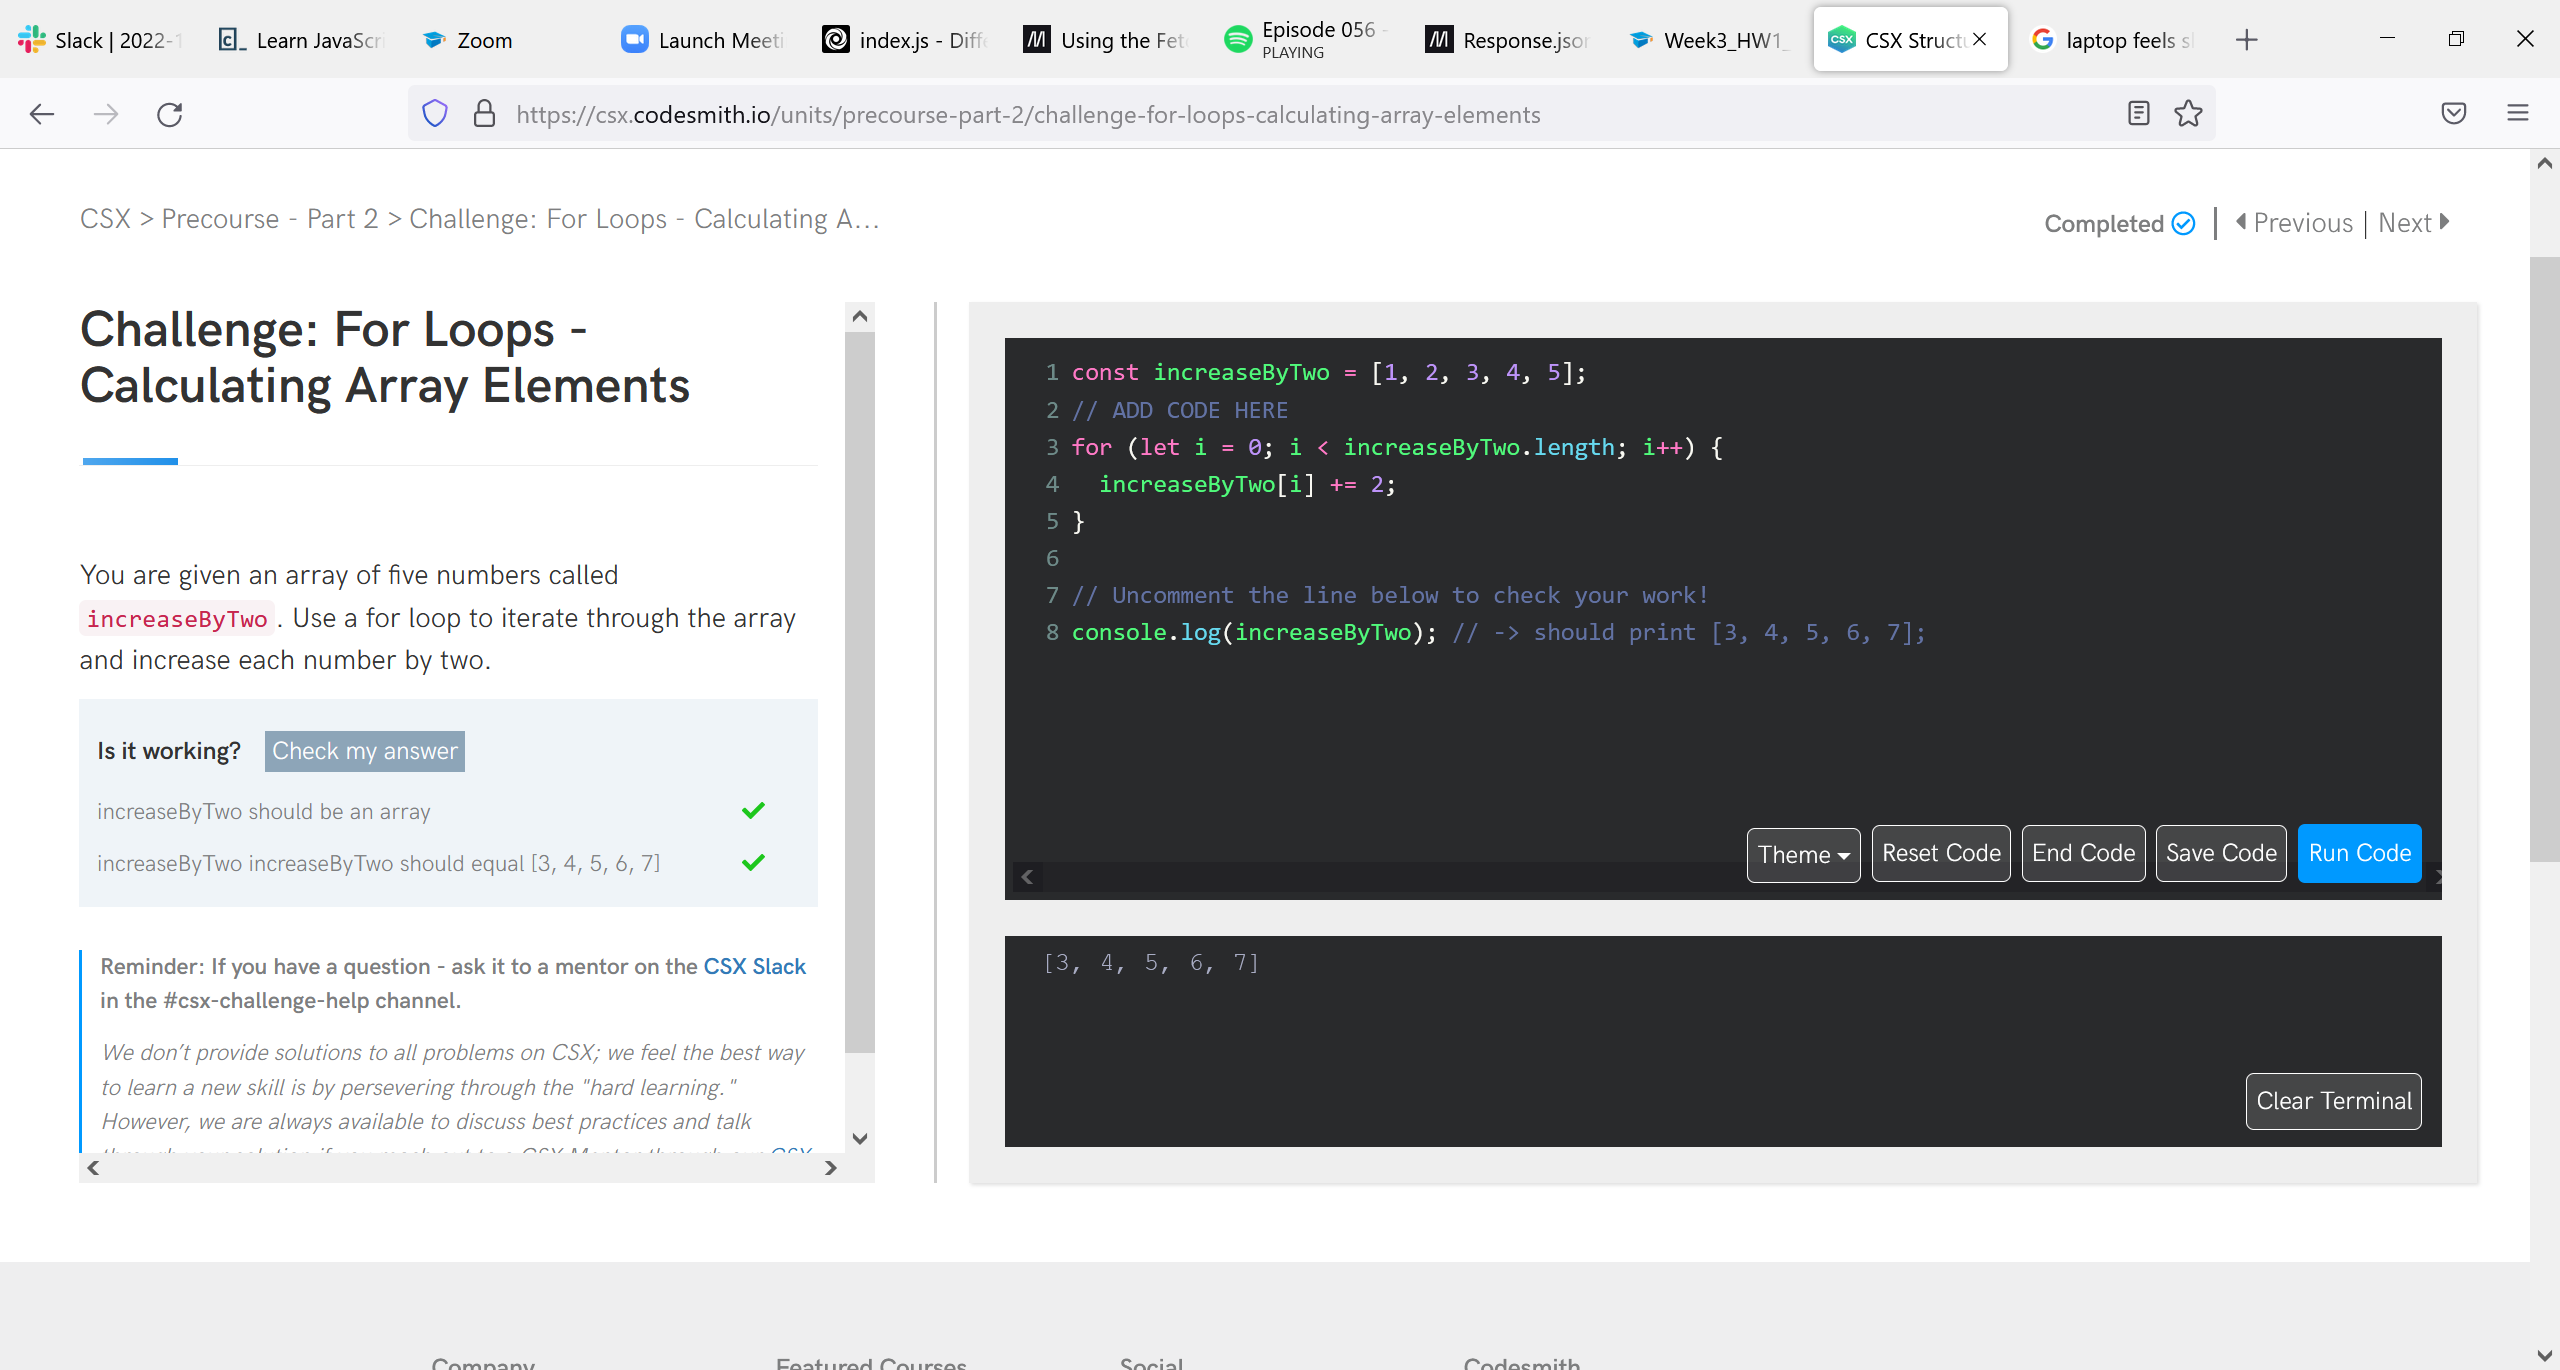 Slack | 2022-1
Learn JavaScri
Zoom
Launch Meeti
index.js - Diffe
Using the Fetc
Episode 056 -
PLAYING
Response.json
Week3_HW1_
CSX Structu
laptop feels sl
https://csx.codesmith.io/units/precourse-part-2/challenge-for-loops-calculating-array-elements
CSX > Precourse - Part 2 > Challenge: For Loops - Calculating A...
Completed | Previous | Next
Challenge: For Loops -
Calculating Array Elements
You are given an array of five numbers called
increaseByTwo. Use a for loop to iterate through the array
and increase each number by two.
Is it working? Check my answer
increaseByTwo should be an array
increaseByTwo increaseByTwo should equal [3, 4, 5, 6, 7]
Reminder: If you have a question - ask it to a mentor on the CSX Slack
in the #csx-challenge-help channel.
We don’t provide solutions to all problems on CSX; we feel the best way
to learn a new skill is by persevering through the "hard learning."
However, we are always available to discuss best practices and talk
1 const increaseByTwo = [1, 2, 3, 4, 5];
2 // ADD CODE HERE
3 for (let i = 0; i < increaseByTwo.length; i++) {
4   increaseByTwo[i] += 2;
5 }
6
7 // Uncomment the line below to check your work!
8 console.log(increaseByTwo); // -> should print [3, 4, 5, 6, 7];
Theme
Reset Code
End Code
Save Code
Run Code
[3, 4, 5, 6, 7]
Clear Terminal
Company
Featured Courses
Social
Codesmith